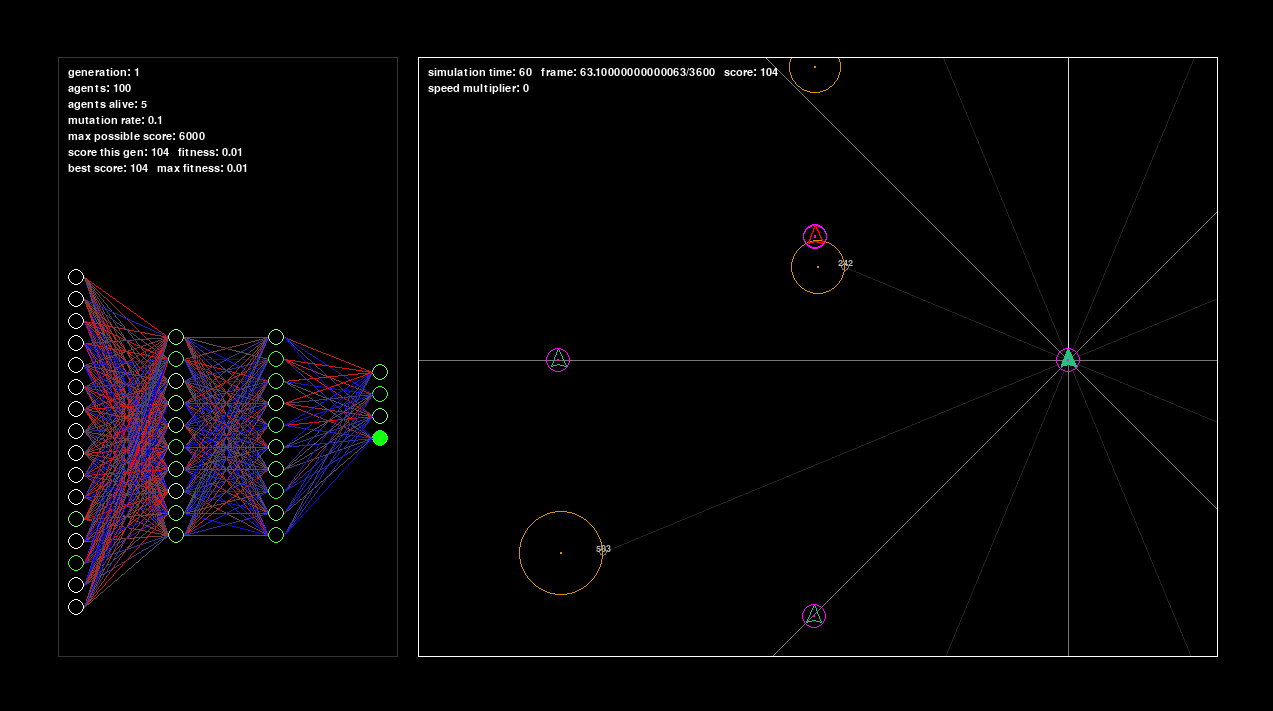 generation: 1
agents: 100
agents alive: 5
mutation rate: 0.1
max possible score: 6000
score this gen: 104 fitness: 0.01
best score: 104 max fitness: 0.01
simulation time: 60 frame: 63.10000000000063/3600 score: 104
speed multiplier: 0
242